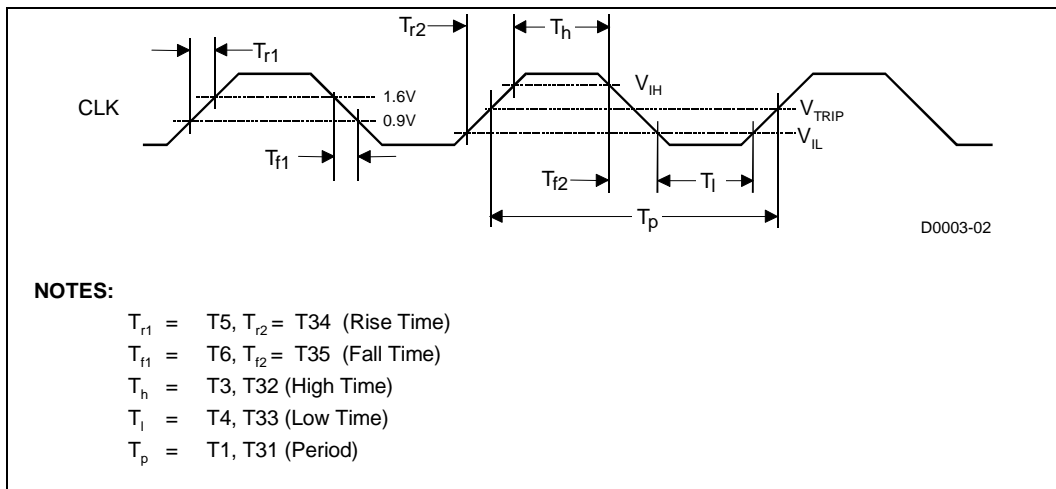 Tr2
Th
Tr1
VIH
CLK
1.6V
VTRIP
0.9V
VIL
Tf1
Tf2
Tl
Tp
D0003-02
NOTES:
Tr1 = T5, Tr2 = T34 (Rise Time)
Tf1 = T6, Tf2 = T35 (Fall Time)
Th = T3, T32 (High Time)
Tl = T4, T33 (Low Time)
Tp = T1, T31 (Period)